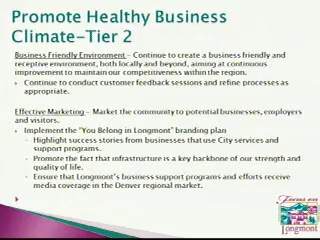 Promote Healthy Business
Climate-Tier 2
Business Friendly Environment - Continue to create a business friendly and
receptive environment, both locally and beyond, aiming at continuous
improvement to maintain our competitiveness within the region.
Continue to conduct customer feedback sessions and refine processes as
appropriate.
Effective Marketing - Market the community to potential businesses, employers
and visitors.
Implement the "You Belong in Longmont" branding plan
Highlight success stories from businesses that use City services and
support programs.
Promote the fact that infrastructure is a key backbone of our strength and
quality of life.
Ensure that Longmont's business support programs and efforts receive
media coverage in the Denver regional market.
Focus on
Longmont